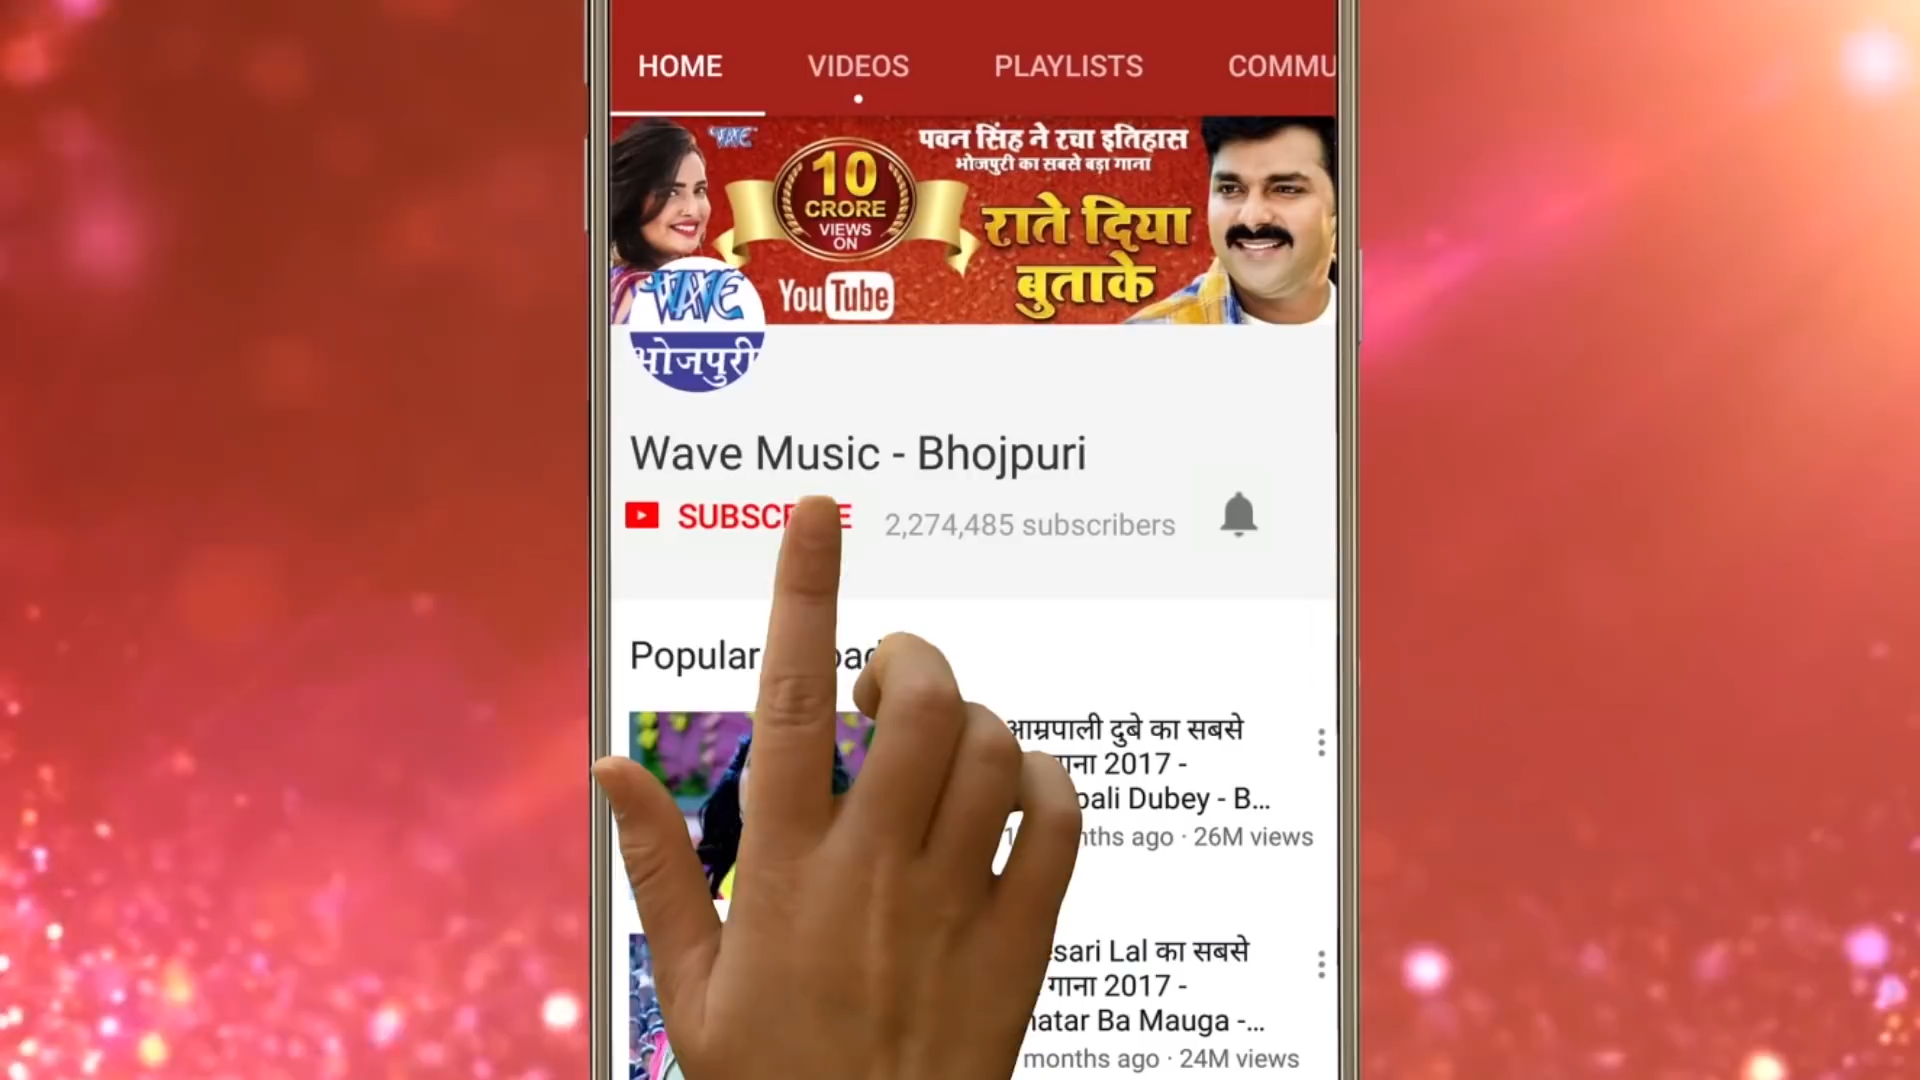 HOME VIDEOS PLAYLISTS COMMU
WAVE
पवन सिंह ने रचा इतिहास
भोजपुरी का सबसे बड़ा गाना
10
CRORE
VIEWS
ON
YouTube
राते दिया
बुताके
WAVE
भोजपुरी
Wave Music - Bhojpuri
2,274,485 subscribers
Popular
आम्रपाली दुबे का सबसे
2017 -
Dubey - B...
ago · 26M views
Lal का सबसे
गाना 2017 -
Ba Mauga -...
months ago · 24M views